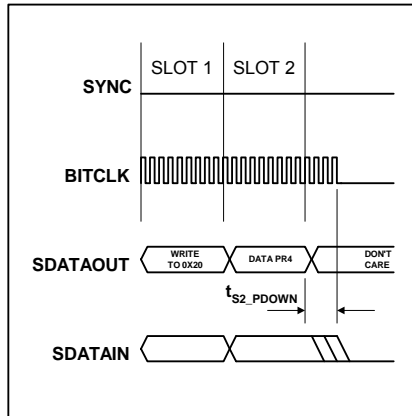 SLOT 1 SLOT 2
SYNC
BITCLK
SDATAOUT
WRITE
TO 0X20
DATA PR4
DON'T
CARE
tS2_PDOWN
SDATAIN